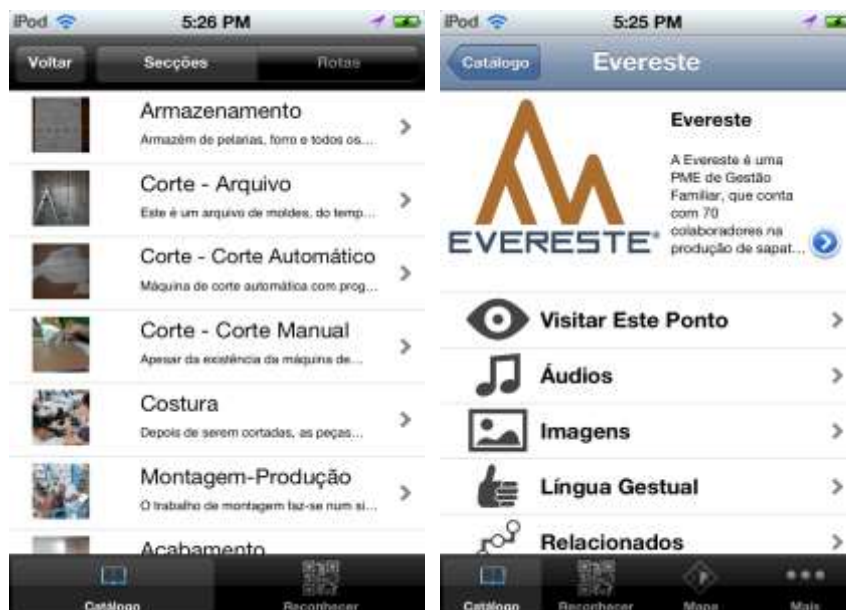 iPod 5:26 PM
Voltar Secções Rotas
Armazenamento
Armazém de pelarias, forro e todos os...
Corte - Arquivo
Este é um arquivo de moldes, do temp...
Corte - Corte Automático
Máquina de corte automática com prog...
Corte - Corte Manual
Apesar da existência da máquina de...
Costura
Depois de serem cortadas, as peças...
Montagem-Produção
O trabalho de montagem faz-se num si...
Acabamento
Catálogo Reconhecer
iPod 5:25 PM
Catálogo Evereste
Evereste
A Evereste é uma
PME de Gestão
Familiar, que conta
com 70
colaboradores na
produção de sapat...
EVERESTE
Visitar Este Ponto
Áudios
Imagens
Língua Gestual
Relacionados
Catálogo Reconhecer Mapa Mais